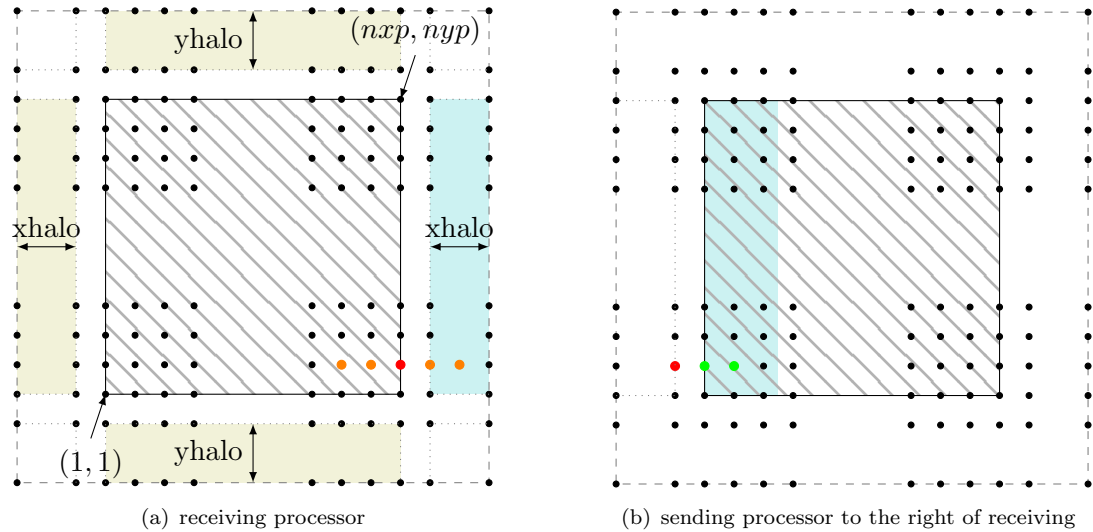 yhalo
(nxp, nyp)
xhalo
xhalo
(1, 1)
yhalo
(a) receiving processor
(b) sending processor to the right of receiving